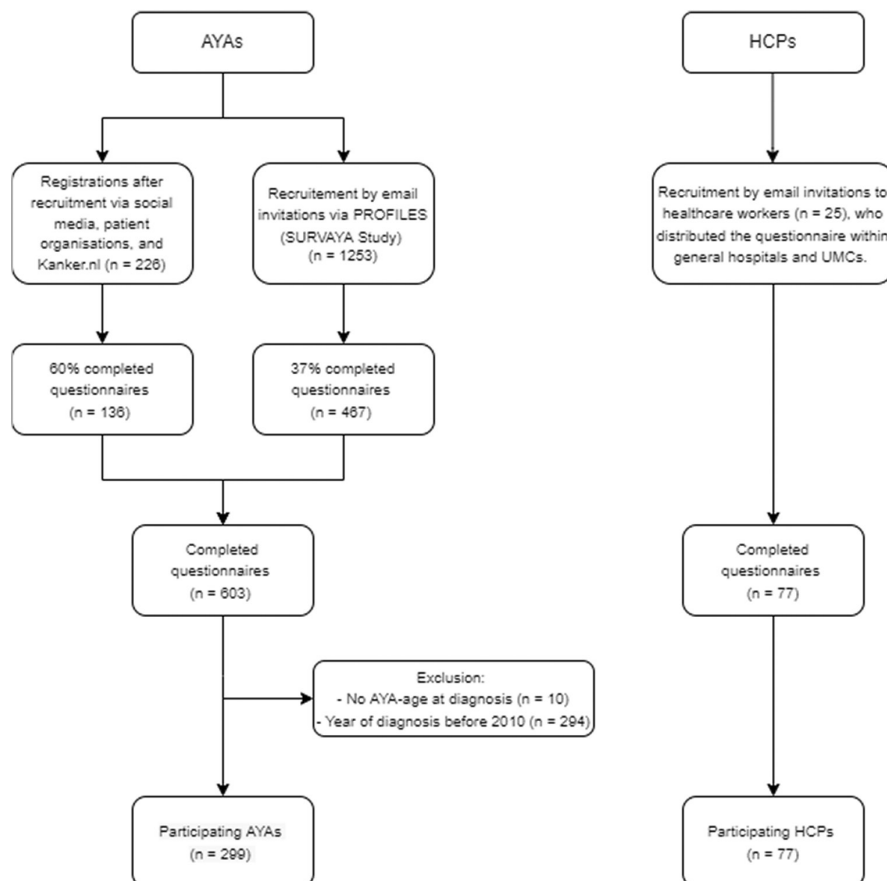 AYAs
HCPs
Registrations after
recruitment via social
media, patient
organisations, and
Kanker.nl (n = 226)
Recruitement by email
invitations via PROFILES
(SURVAYA Study)
(n = 1253)
Recruitment by email invitations to
healthcare workers (n = 25), who
distributed the questionnaire within
general hospitals and UMCs.
60% completed
questionnaires
(n = 136)
37% completed
questionnaires
(n = 467)
Completed
questionnaires
(n = 603)
Completed
questionnaires
(n = 77)
Exclusion:
- No AYA-age at diagnosis (n = 10)
- Year of diagnosis before 2010 (n = 294)
Participating AYAs
(n = 299)
Participating HCPs
(n = 77)